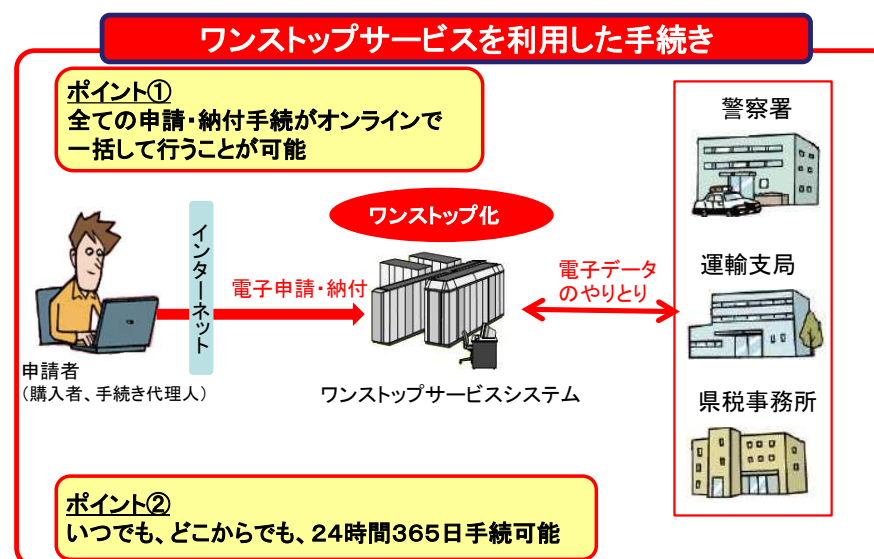 ワンストップサービスを利用した手続き
ポイント①
全ての申請・納付手続がオンラインで
一括して行うことが可能
警察署
ワンストップ化
インターネット
電子申請・納付
電子データ
のやりとり
運輸支局
申請者
(購入者、手続き代理人)
ワンストップサービスシステム
県税事務所
ポイント②
いつでも、どこからでも、24時間365日手続可能